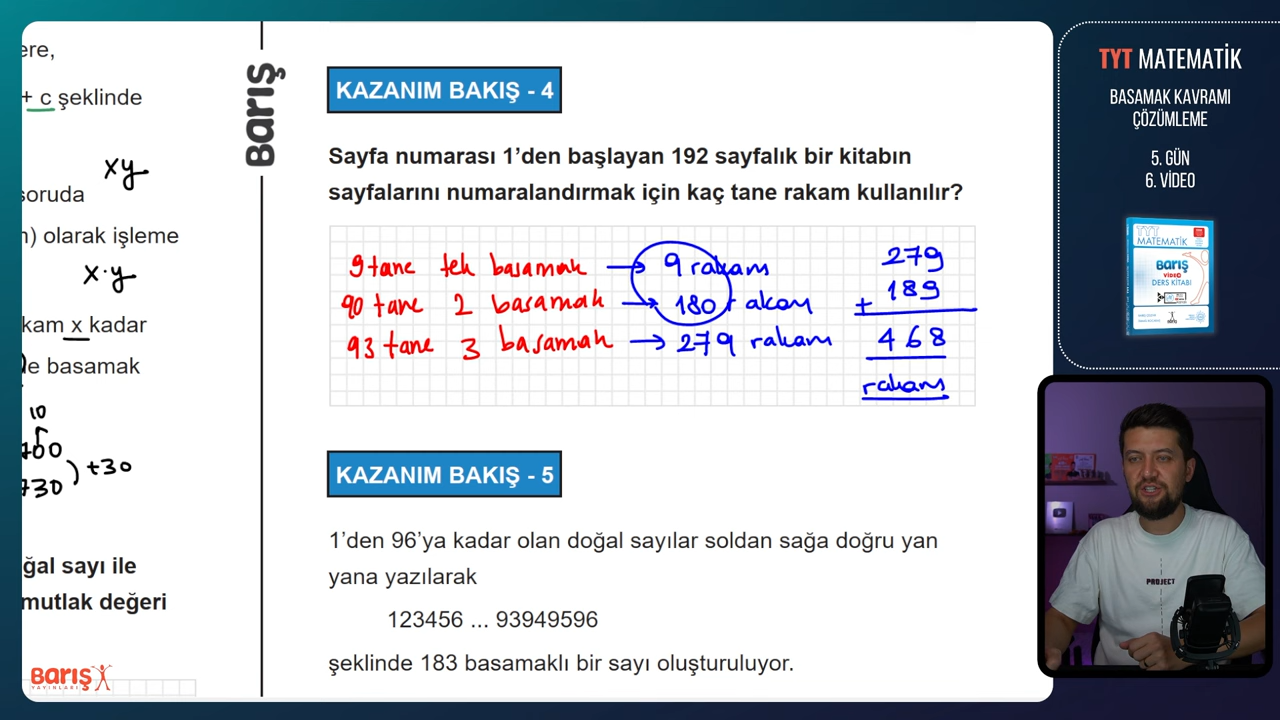 ere,
+ c şeklinde
xy
soruda
n) olarak işleme
x·y
kam x kadar
de basamak
10
+30
ğal sayı ile
mutlak değeri
BARIŞ
YAYINLARI
Barış
KAZANIM BAKIŞ - 4
Sayfa numarası 1’den başlayan 192 sayfalık bir kitabın
sayfalarını numaralandırmak için kaç tane rakam kullanılır?
9 tane tek basamak → 9 rakam
90 tane 2 basamak → 180 rakam
93 tane 3 basamak → 279 rakam
279
+ 189
468
rakam
KAZANIM BAKIŞ - 5
1’den 96’ya kadar olan doğal sayılar soldan sağa doğru yan
yana yazılarak
123456 ... 93949596
şeklinde 183 basamaklı bir sayı oluşturuluyor.
TYT MATEMATİK
BASAMAK KAVRAMI
ÇÖZÜMLEME
5. GÜN
6. VİDEO
TYT
MATEMATİK
BARIŞ
VİDEO
DERS KİTABI
PROJECT